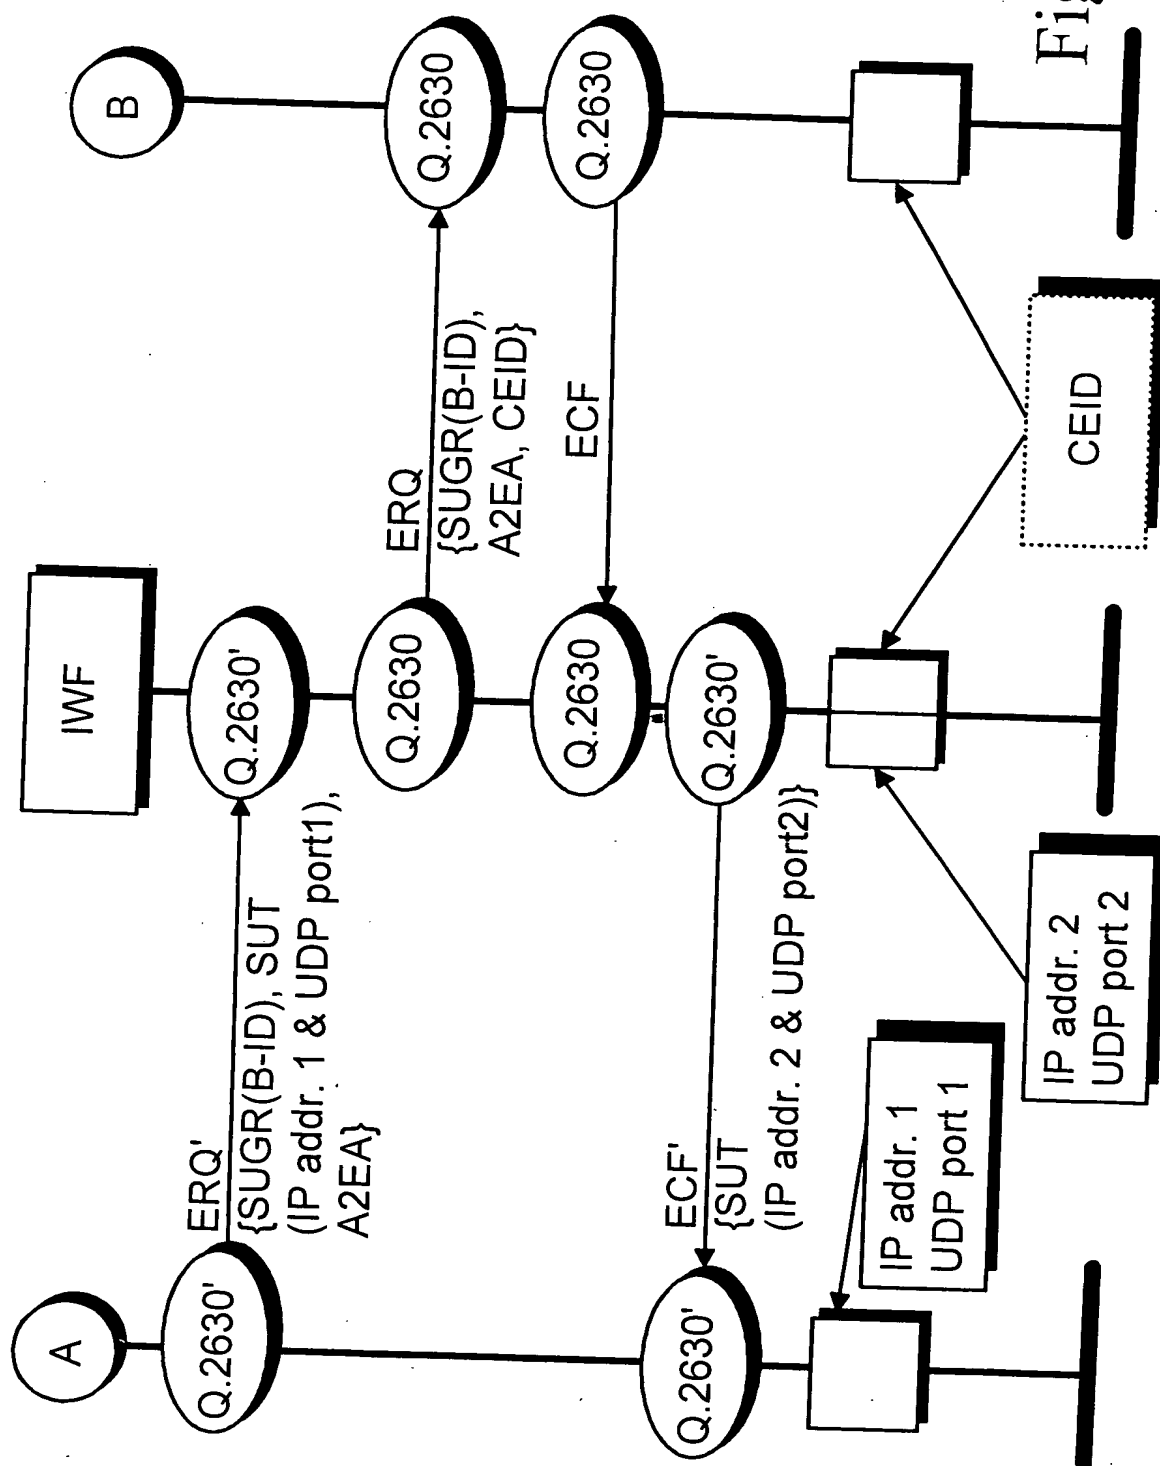 A
IWF
B
Q.2630'
ERQ'
{SUGR(B-ID), SUT
(IP addr. 1 & UDP port1),
A2EA}
Q.2630'
Q.2630
ERQ
{SUGR(B-ID),
A2EA, CEID}
Q.2630
Q.2630
ECF
Q.2630
Q.2630'
ECF'
{SUT
(IP addr. 2 & UDP port2)}
Q.2630'
IP addr. 1
UDP port 1
IP addr. 2
UDP port 2
CEID
Fig